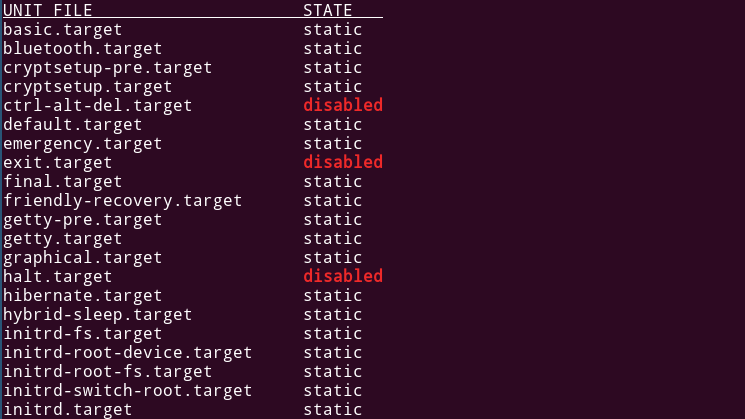 UNIT FILE STATE
basic.target static
bluetooth.target static
cryptsetup-pre.target static
cryptsetup.target static
ctrl-alt-del.target disabled
default.target static
emergency.target static
exit.target disabled
final.target static
friendly-recovery.target static
getty-pre.target static
getty.target static
graphical.target static
halt.target disabled
hibernate.target static
hybrid-sleep.target static
initrd-fs.target static
initrd-root-device.target static
initrd-root-fs.target static
initrd-switch-root.target static
initrd.target static